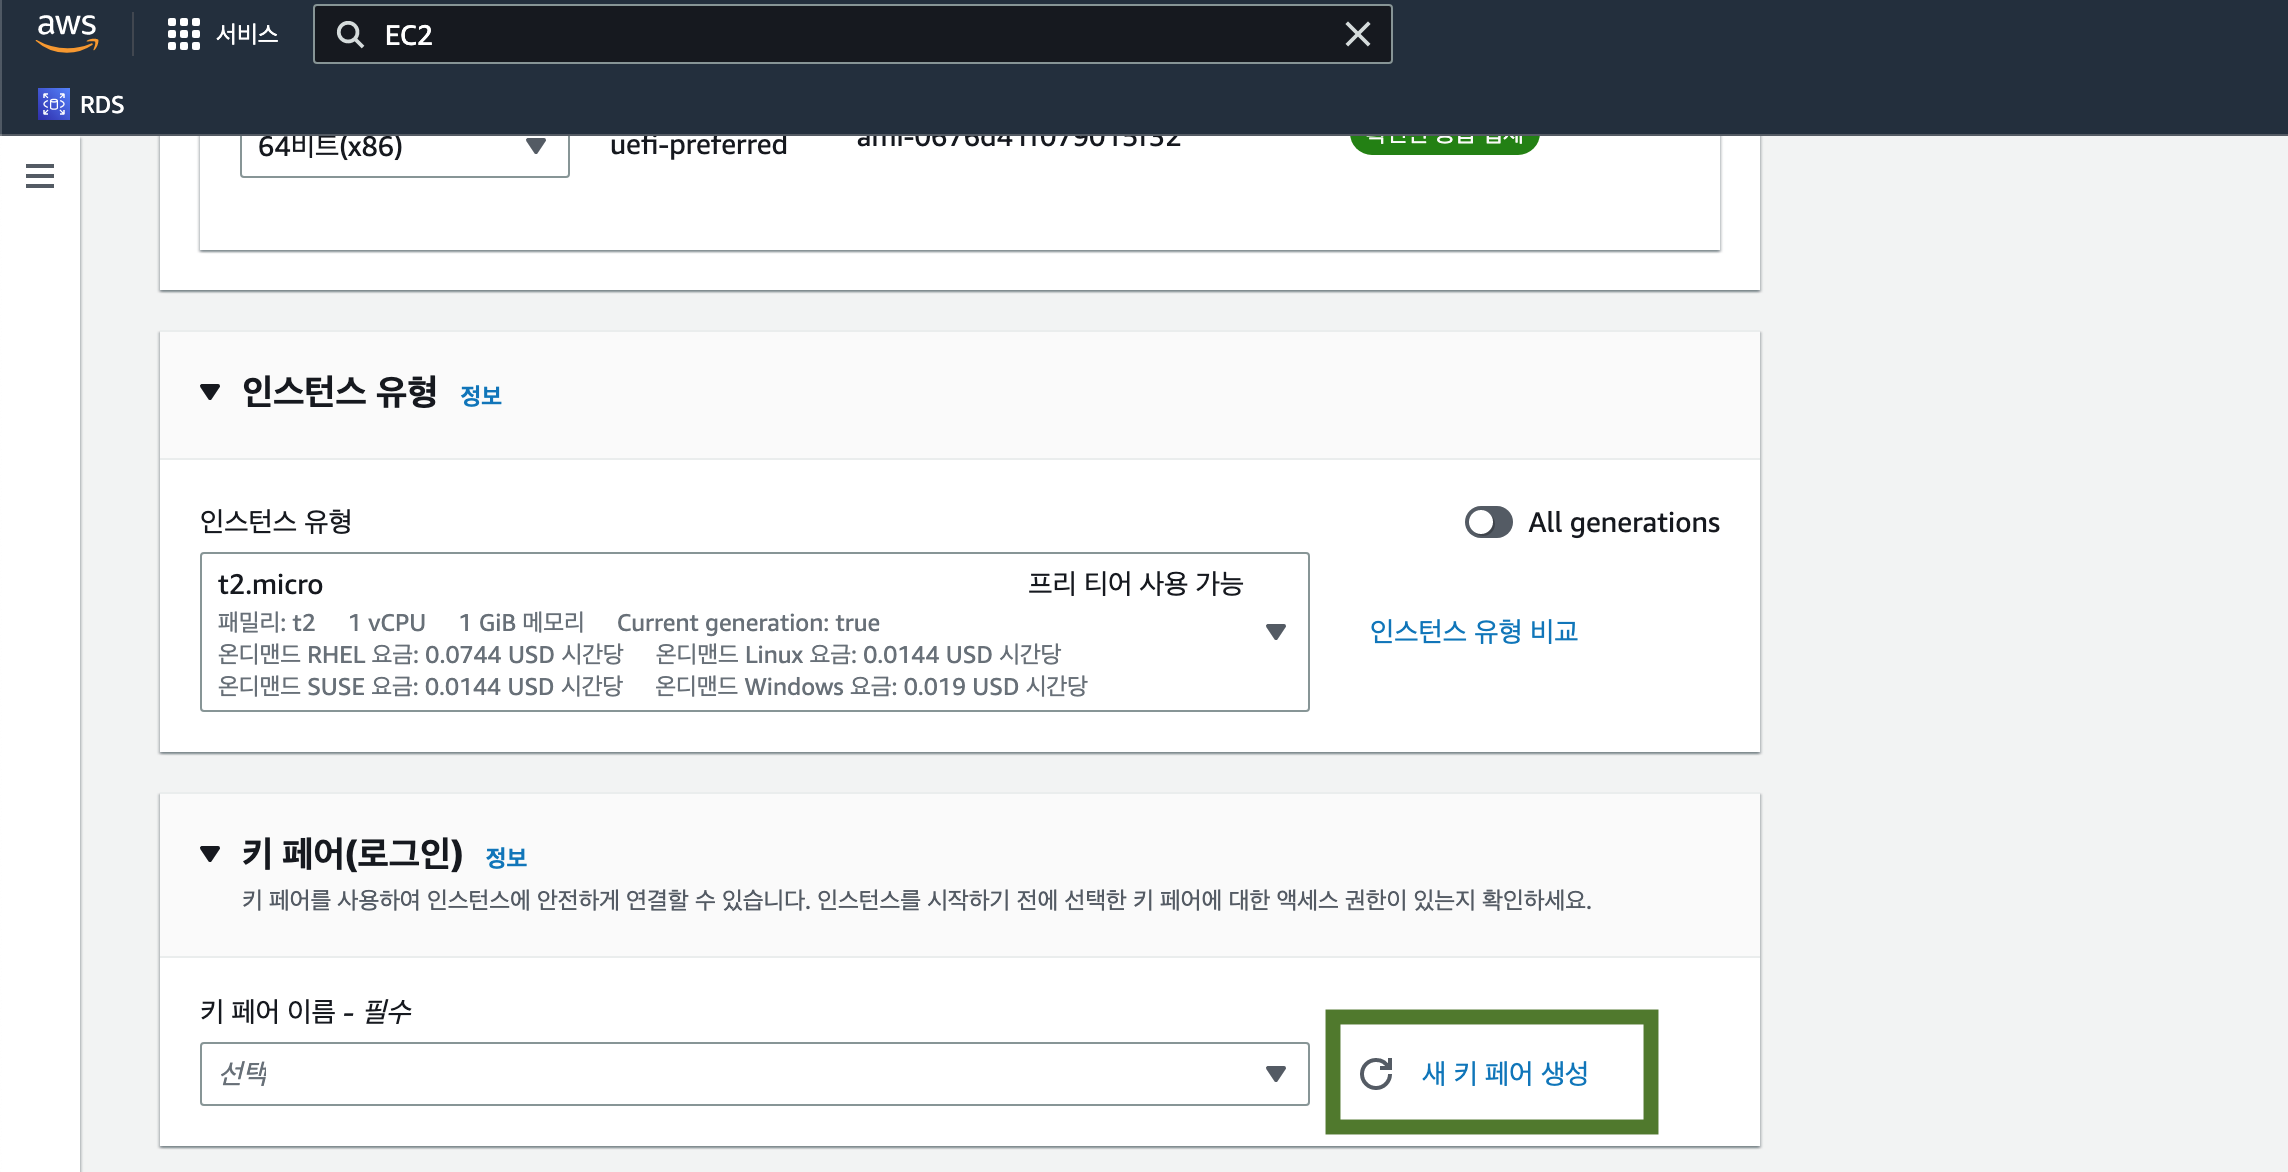 aws
서비스
EC2
RDS
64비트(x86)
uefi-preferred
ami-0676d41f079015f32
인스턴스 유형 정보
인스턴스 유형
All generations
t2.micro 프리 티어 사용 가능
패밀리: t2 1 vCPU 1 GiB 메모리 Current generation: true
온디맨드 RHEL 요금: 0.0744 USD 시간당 온디맨드 Linux 요금: 0.0144 USD 시간당
온디맨드 SUSE 요금: 0.0144 USD 시간당 온디맨드 Windows 요금: 0.019 USD 시간당
인스턴스 유형 비교
키 페어(로그인) 정보
키 페어를 사용하여 인스턴스에 안전하게 연결할 수 있습니다. 인스턴스를 시작하기 전에 선택한 키 페어에 대한 액세스 권한이 있는지 확인하세요.
키 페어 이름 - 필수
선택
새 키 페어 생성